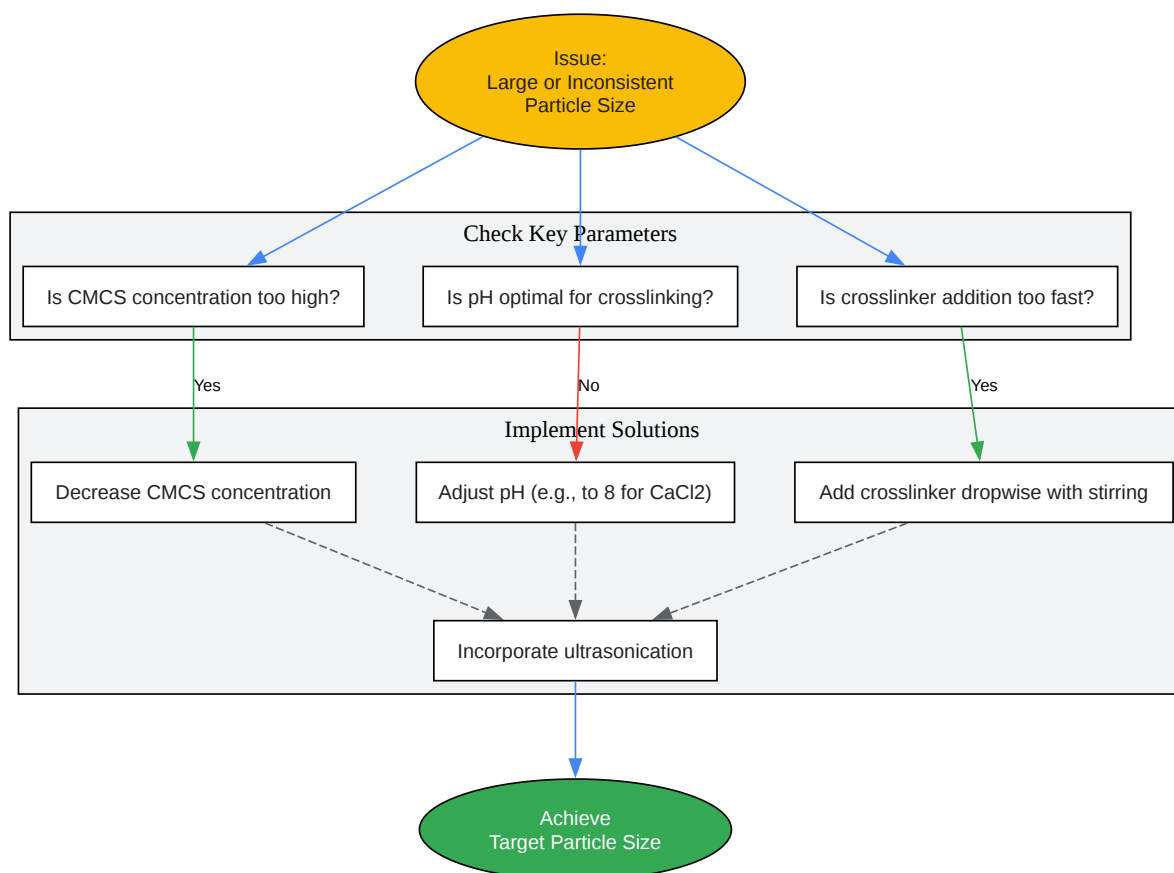 Issue:
Large or Inconsistent
Particle Size
Check Key Parameters
Is CMCS concentration too high?
Is pH optimal for crosslinking?
Is crosslinker addition too fast?
Yes
No
Yes
Implement Solutions
Decrease CMCS concentration
Adjust pH (e.g., to 8 for CaCl2)
Add crosslinker dropwise with stirring
Incorporate ultrasonication
Achieve
Target Particle Size